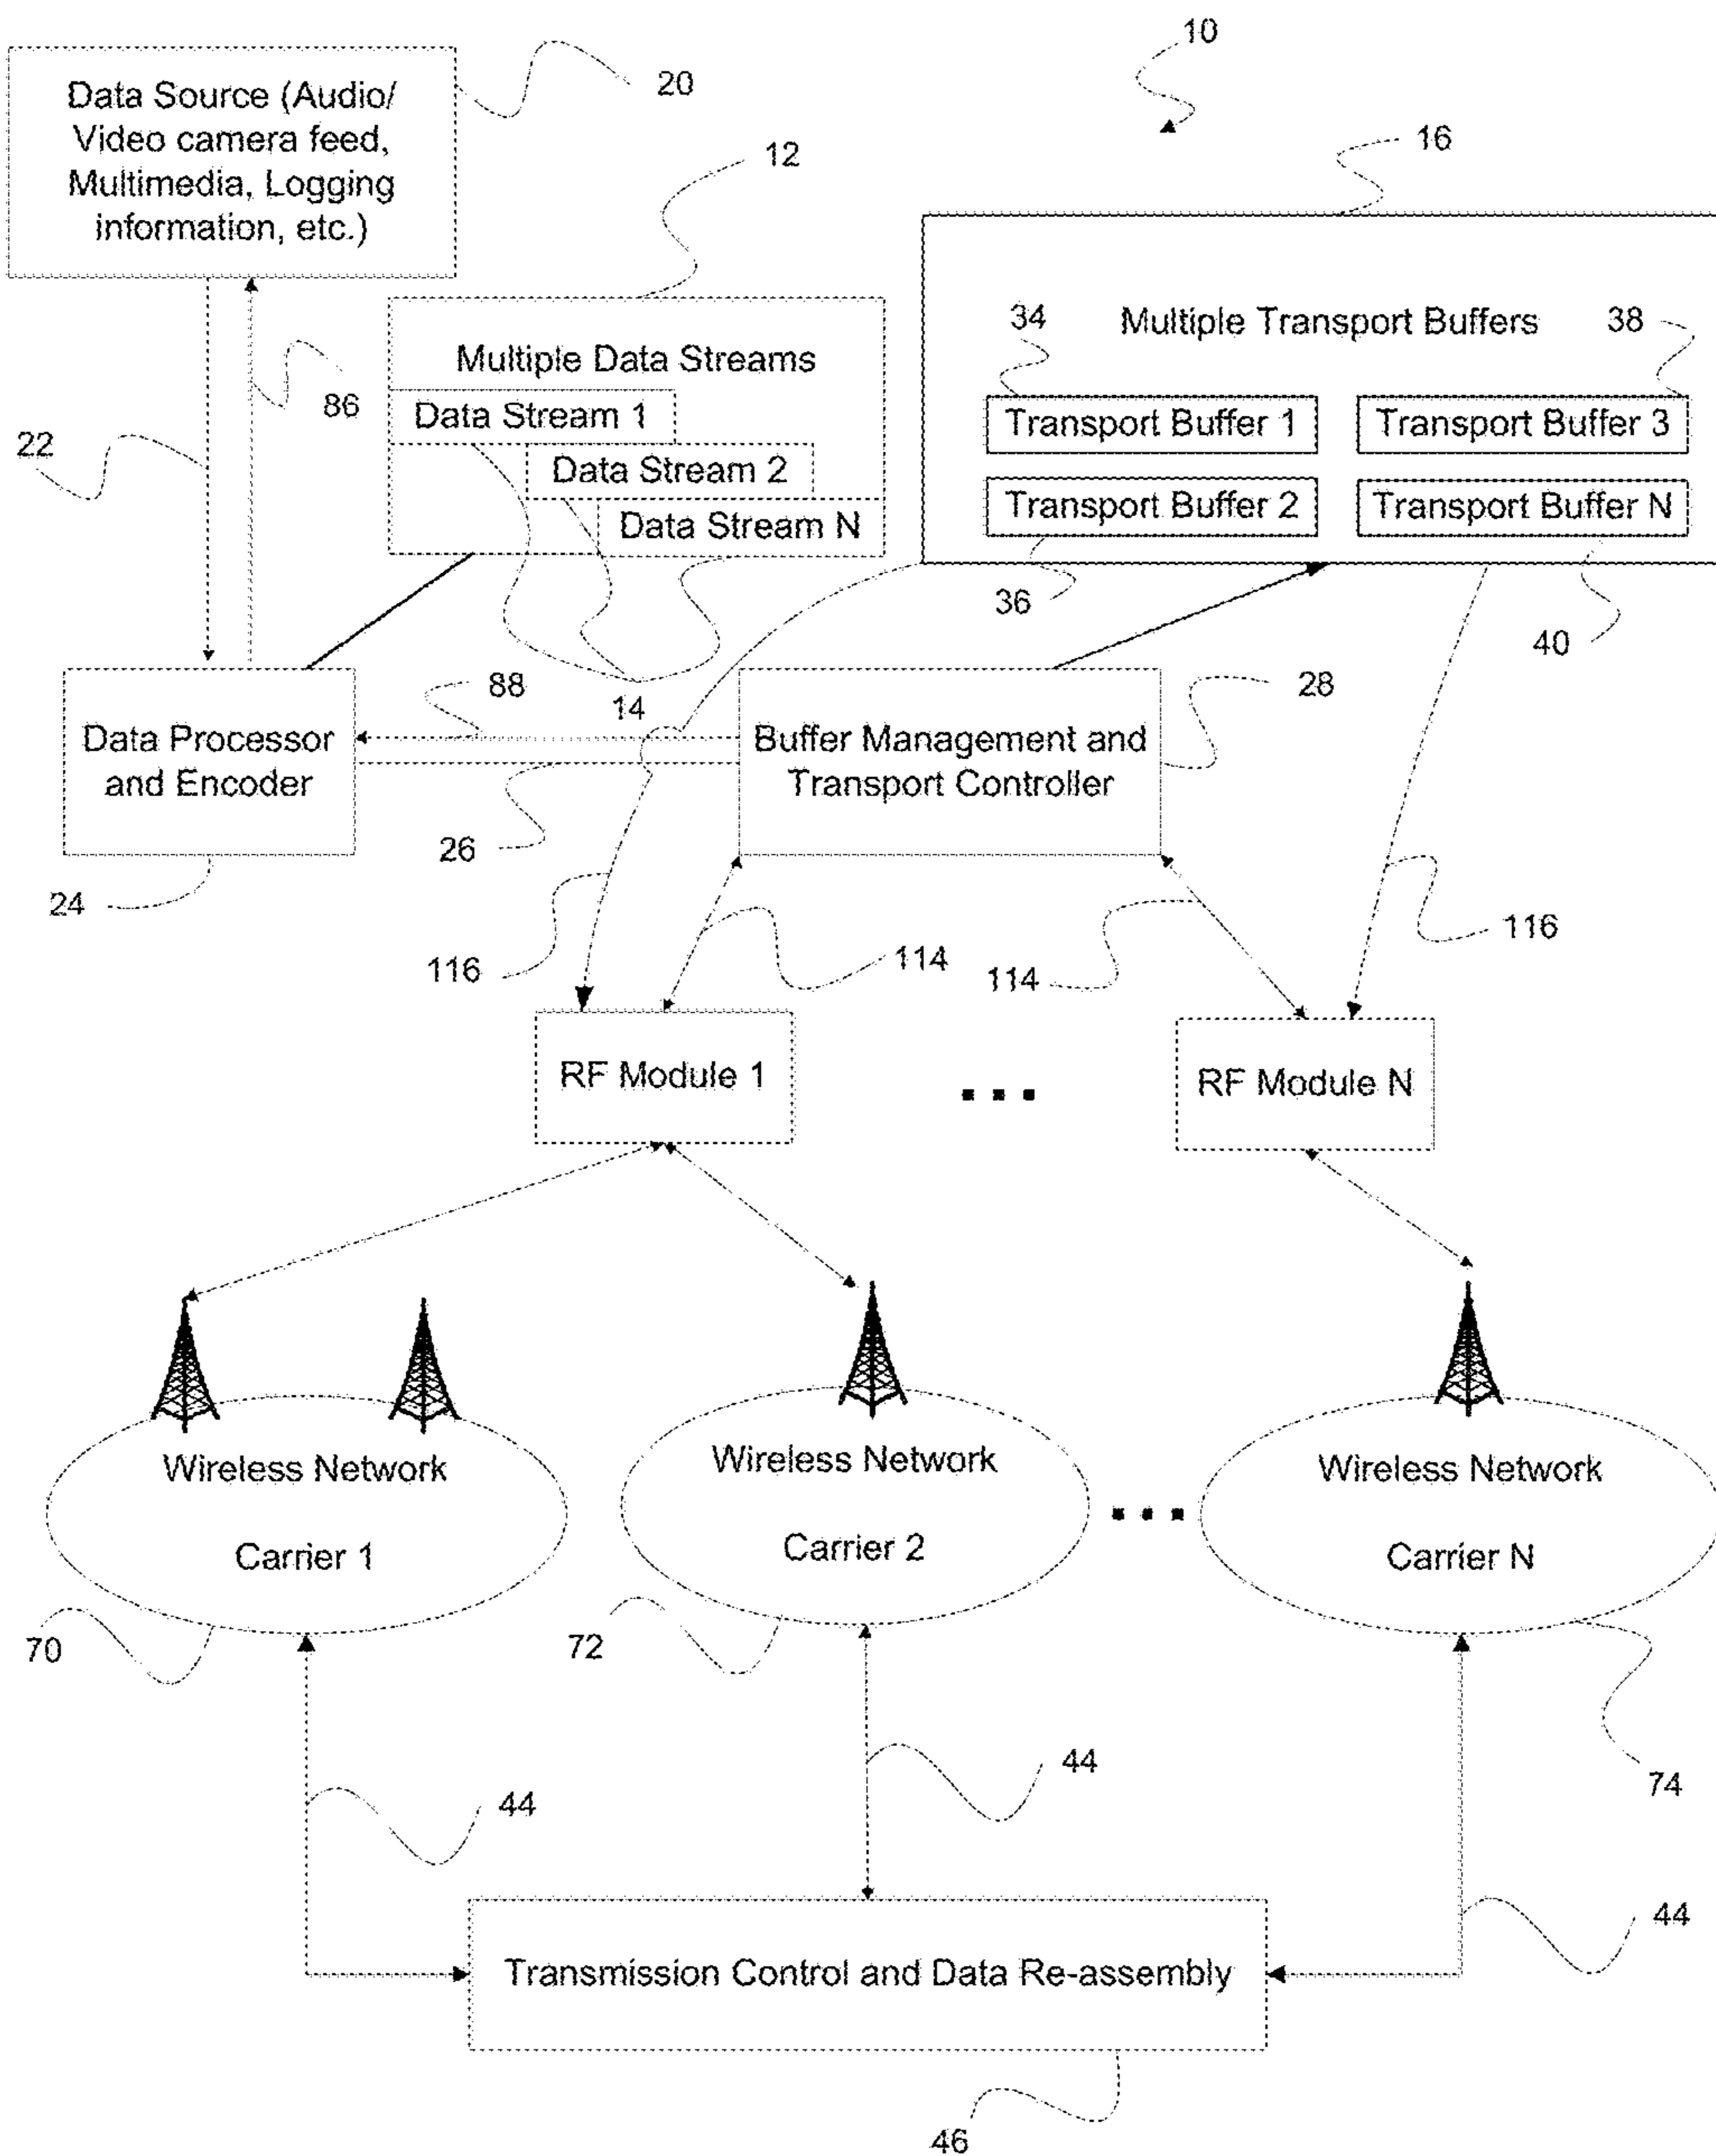 10
20
Data Source (Audio/
Video camera feed,
Multimedia, Logging
information, etc.)
12
16
Multiple Data Streams
Data Stream 1
Data Stream 2
Data Stream N
34
Multiple Transport Buffers
38
Transport Buffer 1
Transport Buffer 3
Transport Buffer 2
Transport Buffer N
86
22
36
40
88
14
28
Data Processor
and Encoder
Buffer Management and
Transport Controller
26
24
116
114
114
116
RF Module 1
...
RF Module N
Wireless Network
Carrier 1
Wireless Network
Carrier 2
...
Wireless Network
Carrier N
70
72
74
44
44
44
Transmission Control and Data Re-assembly
46